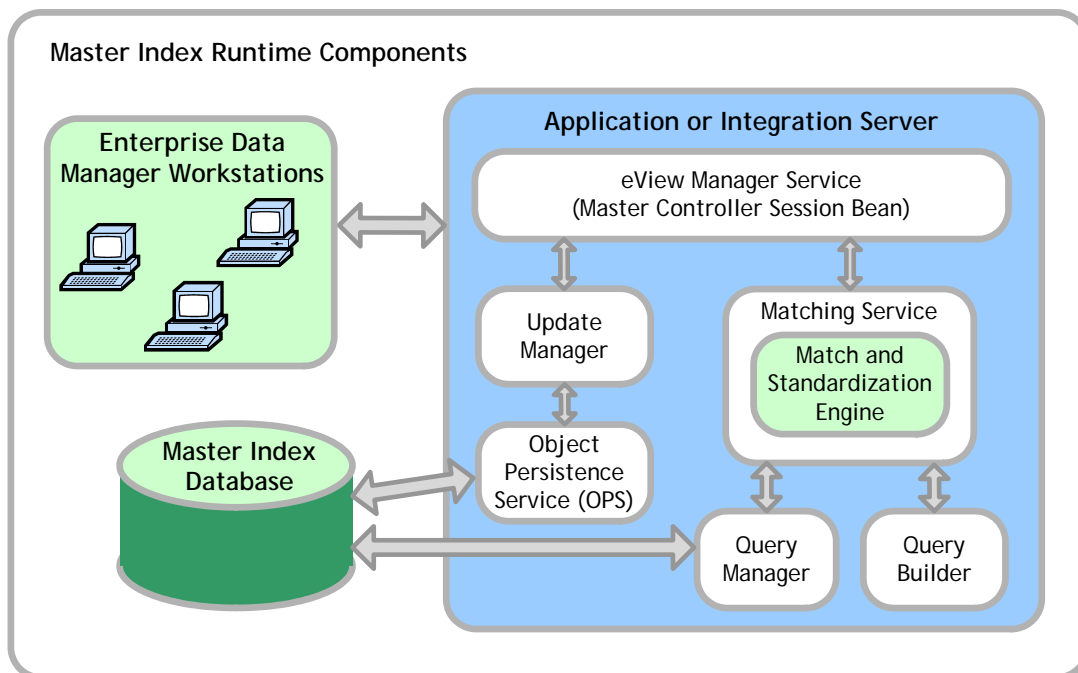 Master Index Runtime Components
Enterprise Data
Manager Workstations
Application or Integration Server
eView Manager Service
(Master Controller Session Bean)
Update
Manager
Matching Service
Match and
Standardization
Engine
Master Index
Database
Object
Persistence
Service (OPS)
Query
Manager
Query
Builder